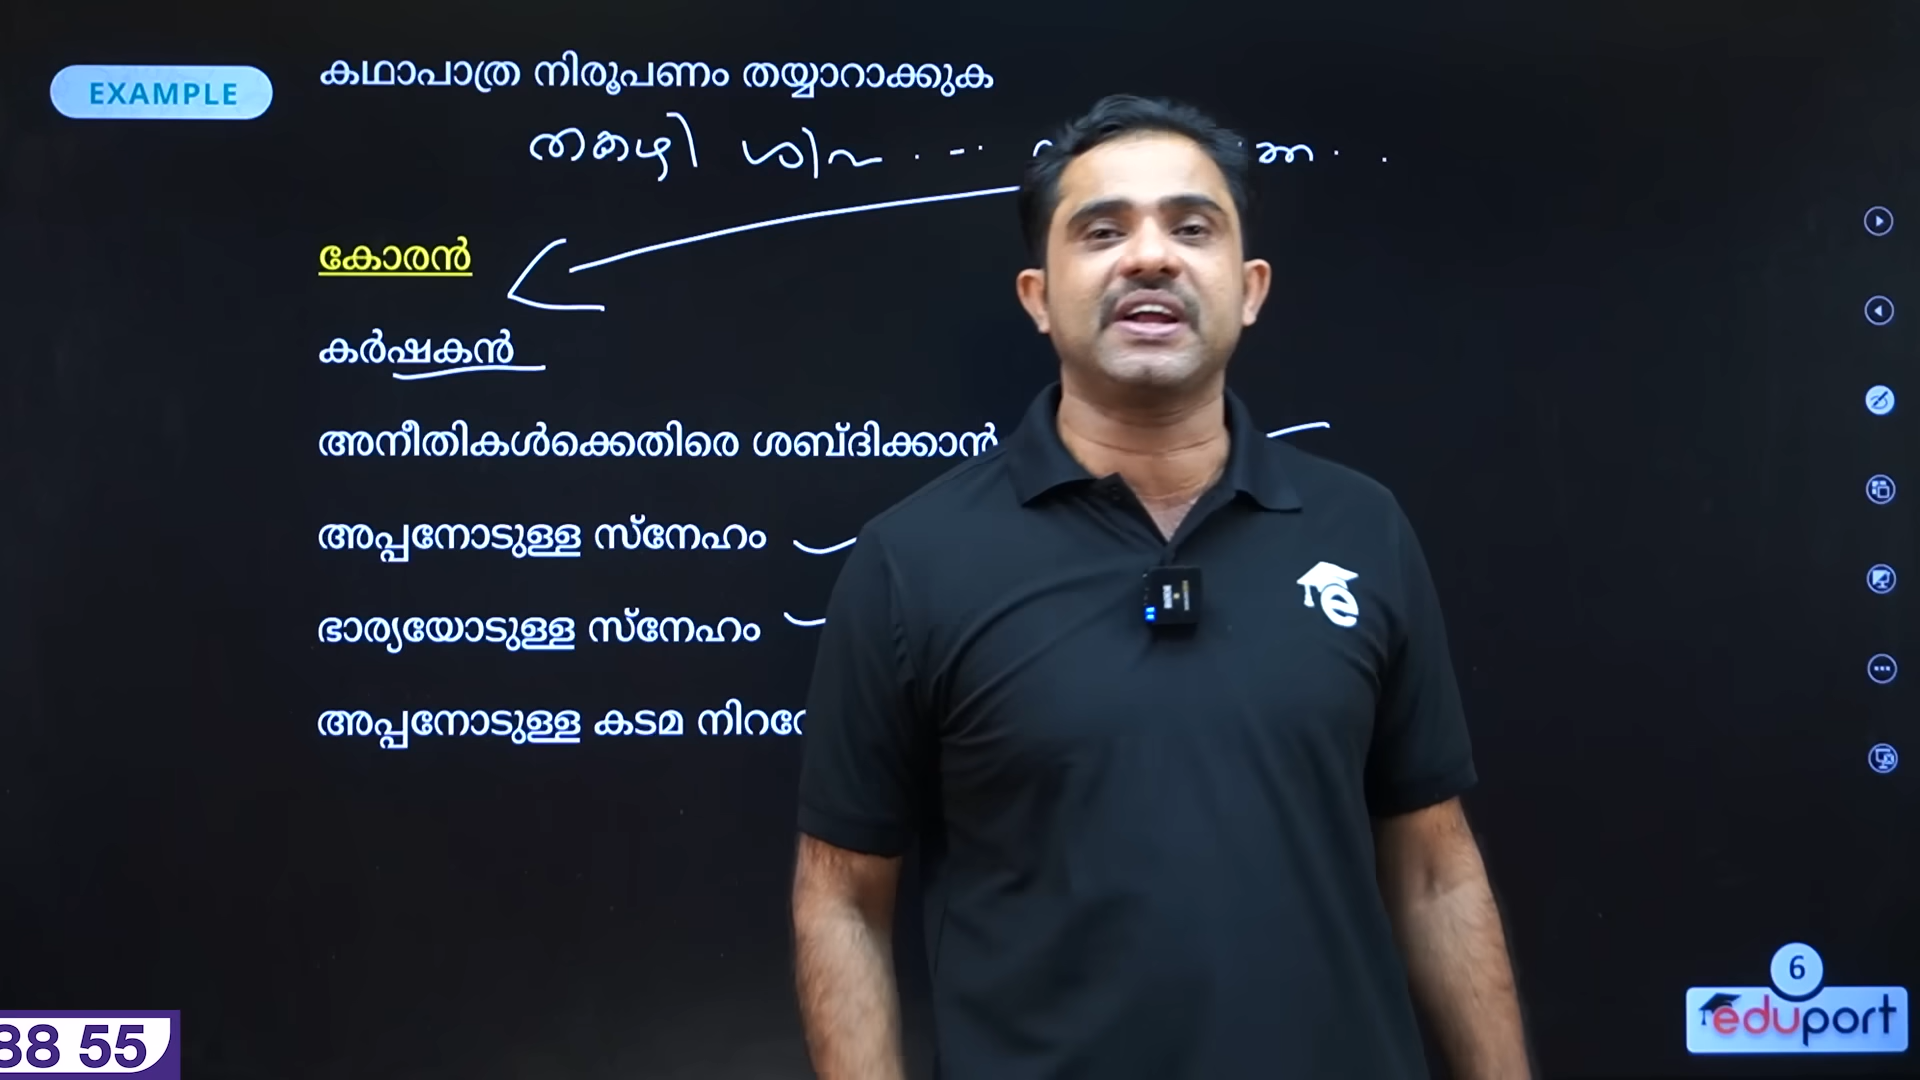 EXAMPLE
കഥാപാത്ര നിരൂപണം തയ്യാറാക്കുക
തകഴി ശിവ
കോരൻ
കർഷകൻ
അനീതികൾക്കെതിരെ ശബ്ദിക്കാൻ
അപ്പനോടുള്ള സ്നേഹം
ഭാര്യയോടുള്ള സ്നേഹം
അപ്പനോടുള്ള കടമ
e
6
eduport
88 55